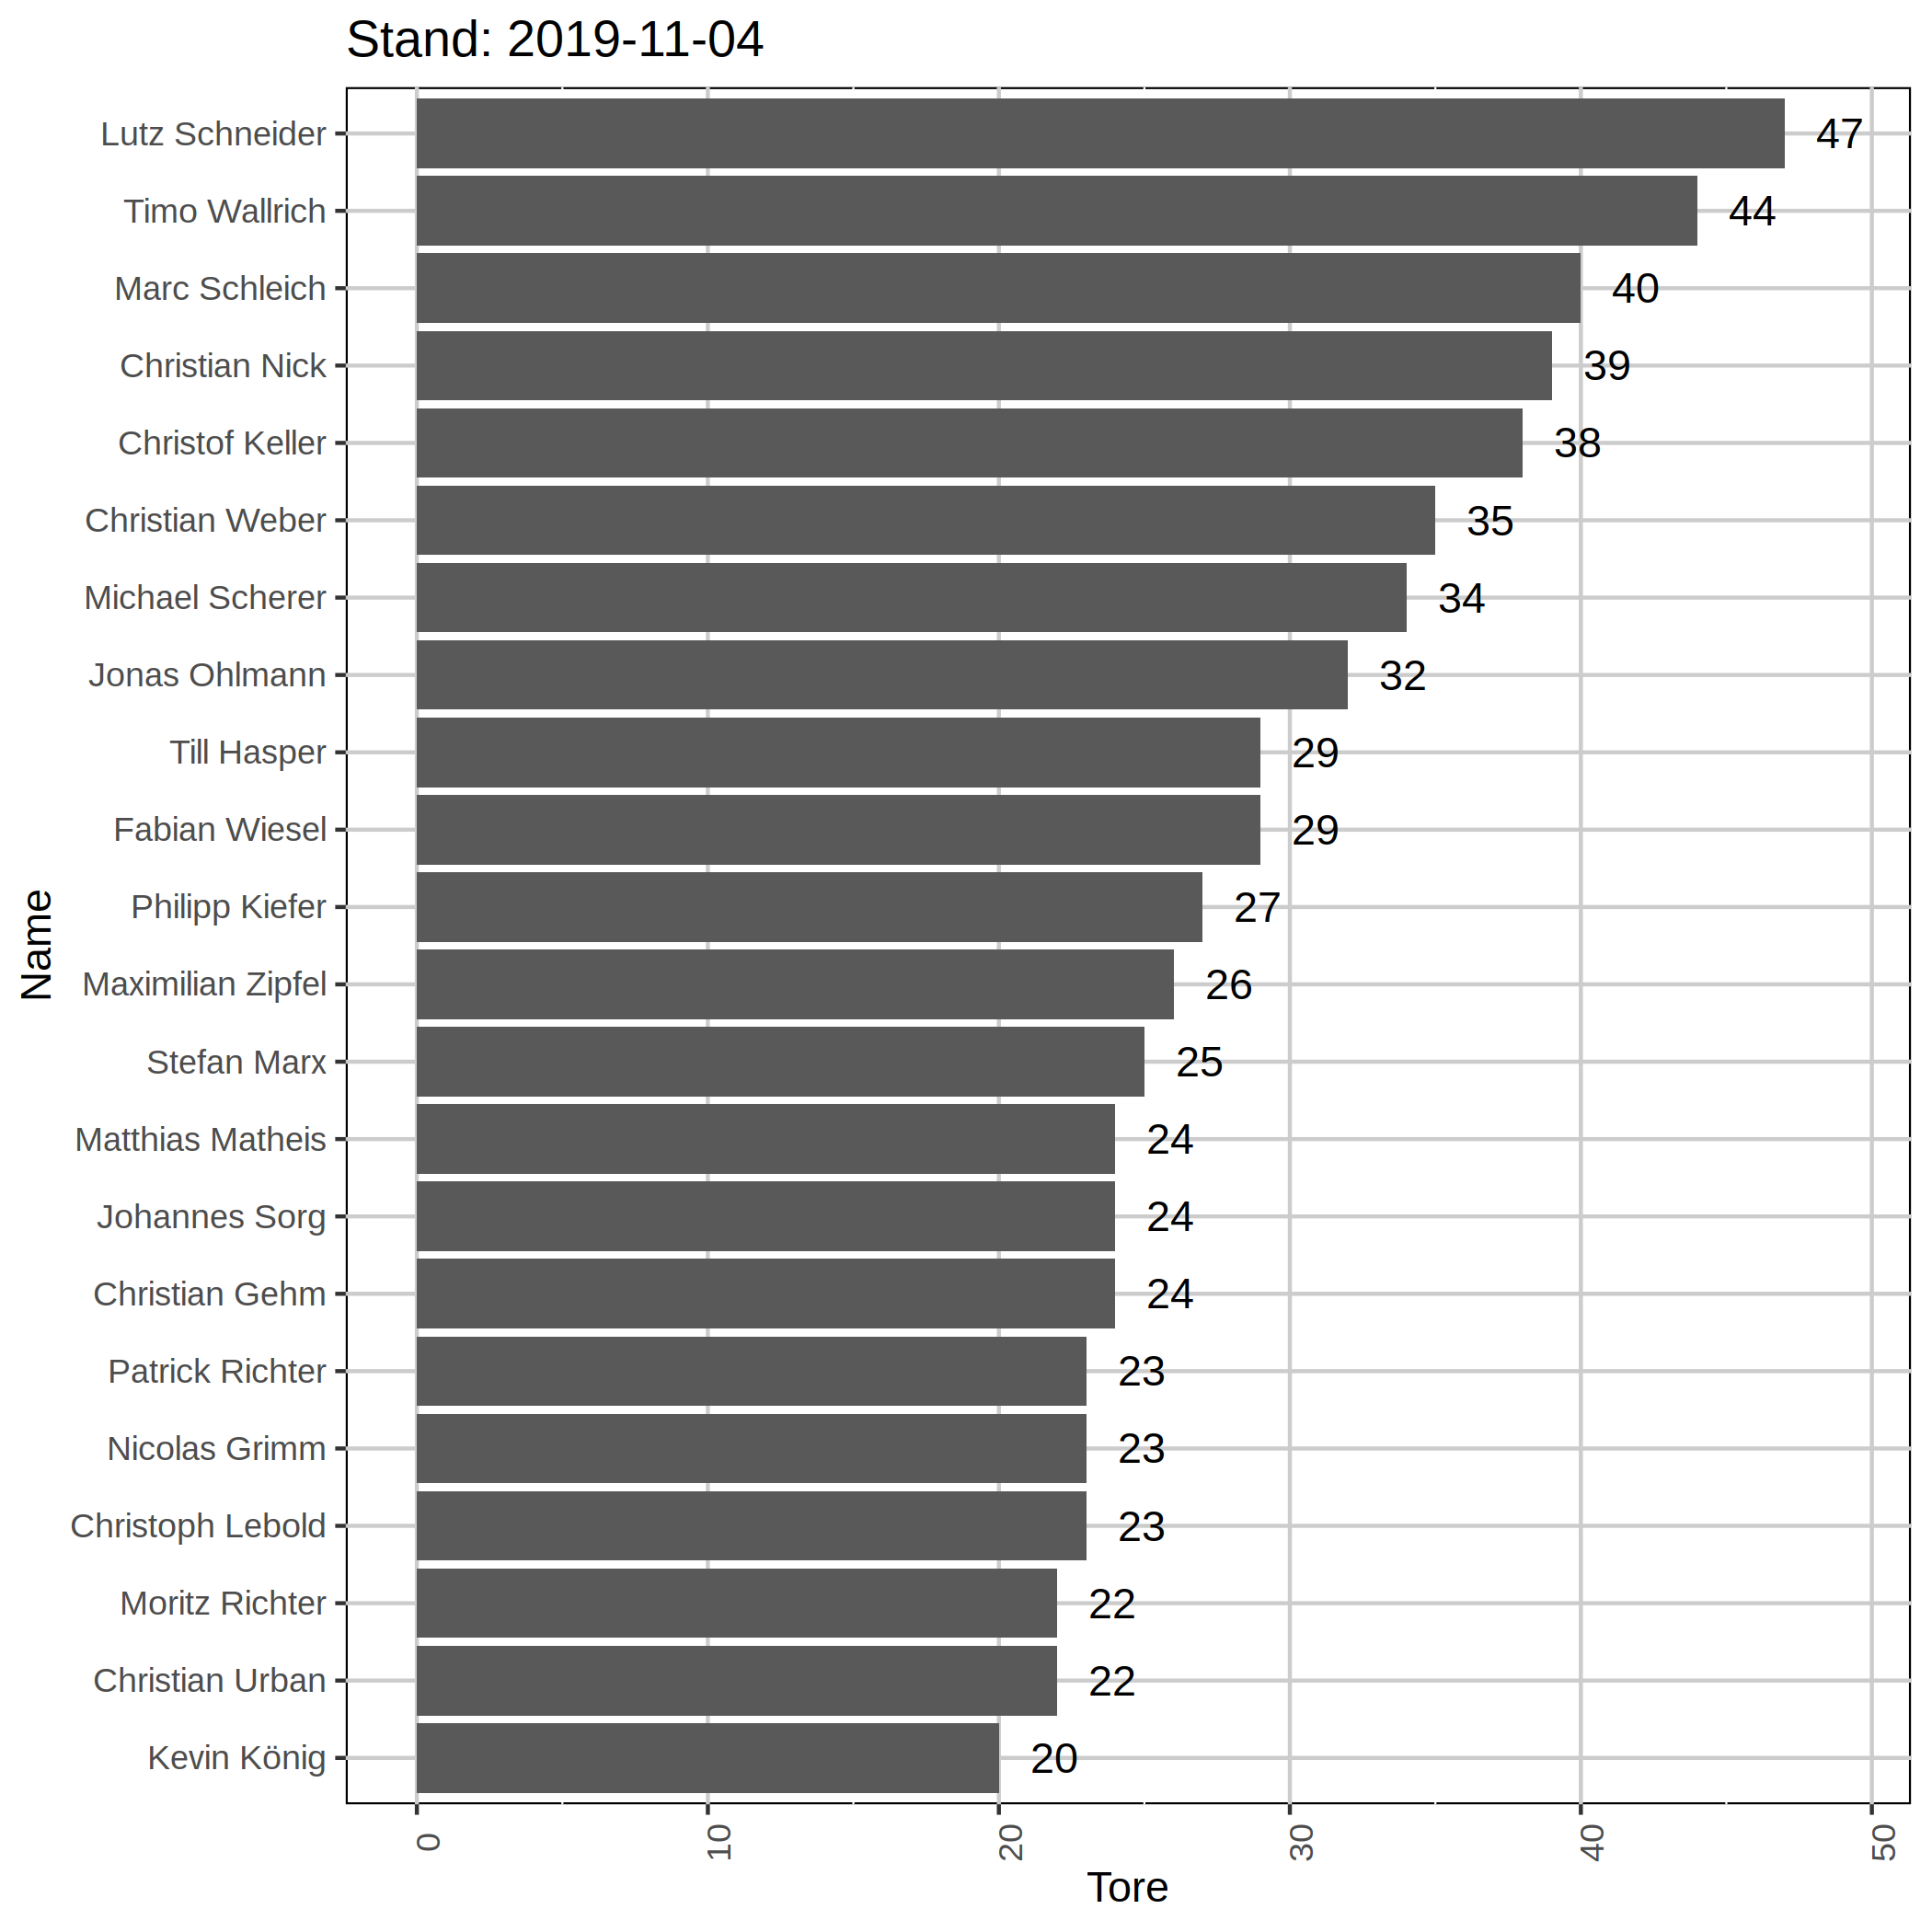 Stand: 2019-11-04
Name
Lutz Schneider 47
Timo Wallrich 44
Marc Schleich 40
Christian Nick 39
Christof Keller 38
Christian Weber 35
Michael Scherer 34
Jonas Ohlmann 32
Till Hasper 29
Fabian Wiesel 29
Philipp Kiefer 27
Maximilian Zipfel 26
Stefan Marx 25
Matthias Matheis 24
Johannes Sorg 24
Christian Gehm 24
Patrick Richter 23
Nicolas Grimm 23
Christoph Lebold 23
Moritz Richter 22
Christian Urban 22
Kevin König 20
0 10 20 30 40 50
Tore